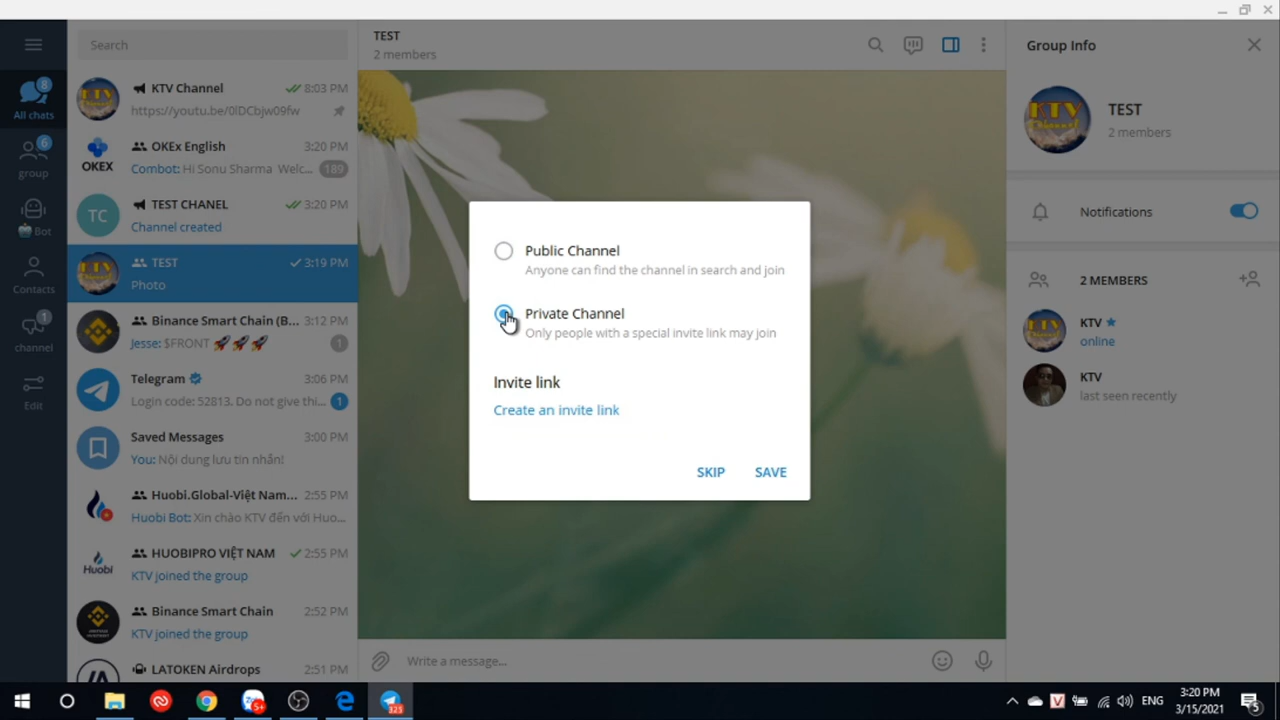 Search
TEST
2 members
Group Info
8
All chats
KTV Channel
8:03 PM
https://youtu.be/0lDCbjw09fw
TEST
2 members
6
group
OKEX
OKEx English
3:20 PM
Combot: Hi Sonu Sharma Welc...
189
Bot
TC
TEST CHANEL
3:20 PM
Channel created
Notifications
Contacts
TEST
3:19 PM
Photo
Public Channel
Anyone can find the channel in search and join
2 MEMBERS
1
channel
Binance Smart Chain (B...
3:12 PM
Jesse: $FRONT 🚀🚀🚀
1
Private Channel
Only people with a special invite link may join
KTV ★
online
Edit
Telegram
3:06 PM
Login code: 52813. Do not give thi...
1
Invite link
Create an invite link
KTV
last seen recently
Saved Messages
3:00 PM
You: Nội dung lưu tin nhắn!
SKIP
SAVE
Huobi.Global-Việt Nam...
2:55 PM
Huobi Bot: Xin chào KTV đến với Huo...
Huobi
HUOBIPRO VIỆT NAM
2:55 PM
KTV joined the group
Binance Smart Chain
2:52 PM
KTV joined the group
LATOKEN Airdrops
2:51 PM
Write a message...
5+
323
V
ENG
3:20 PM
3/15/2021
5